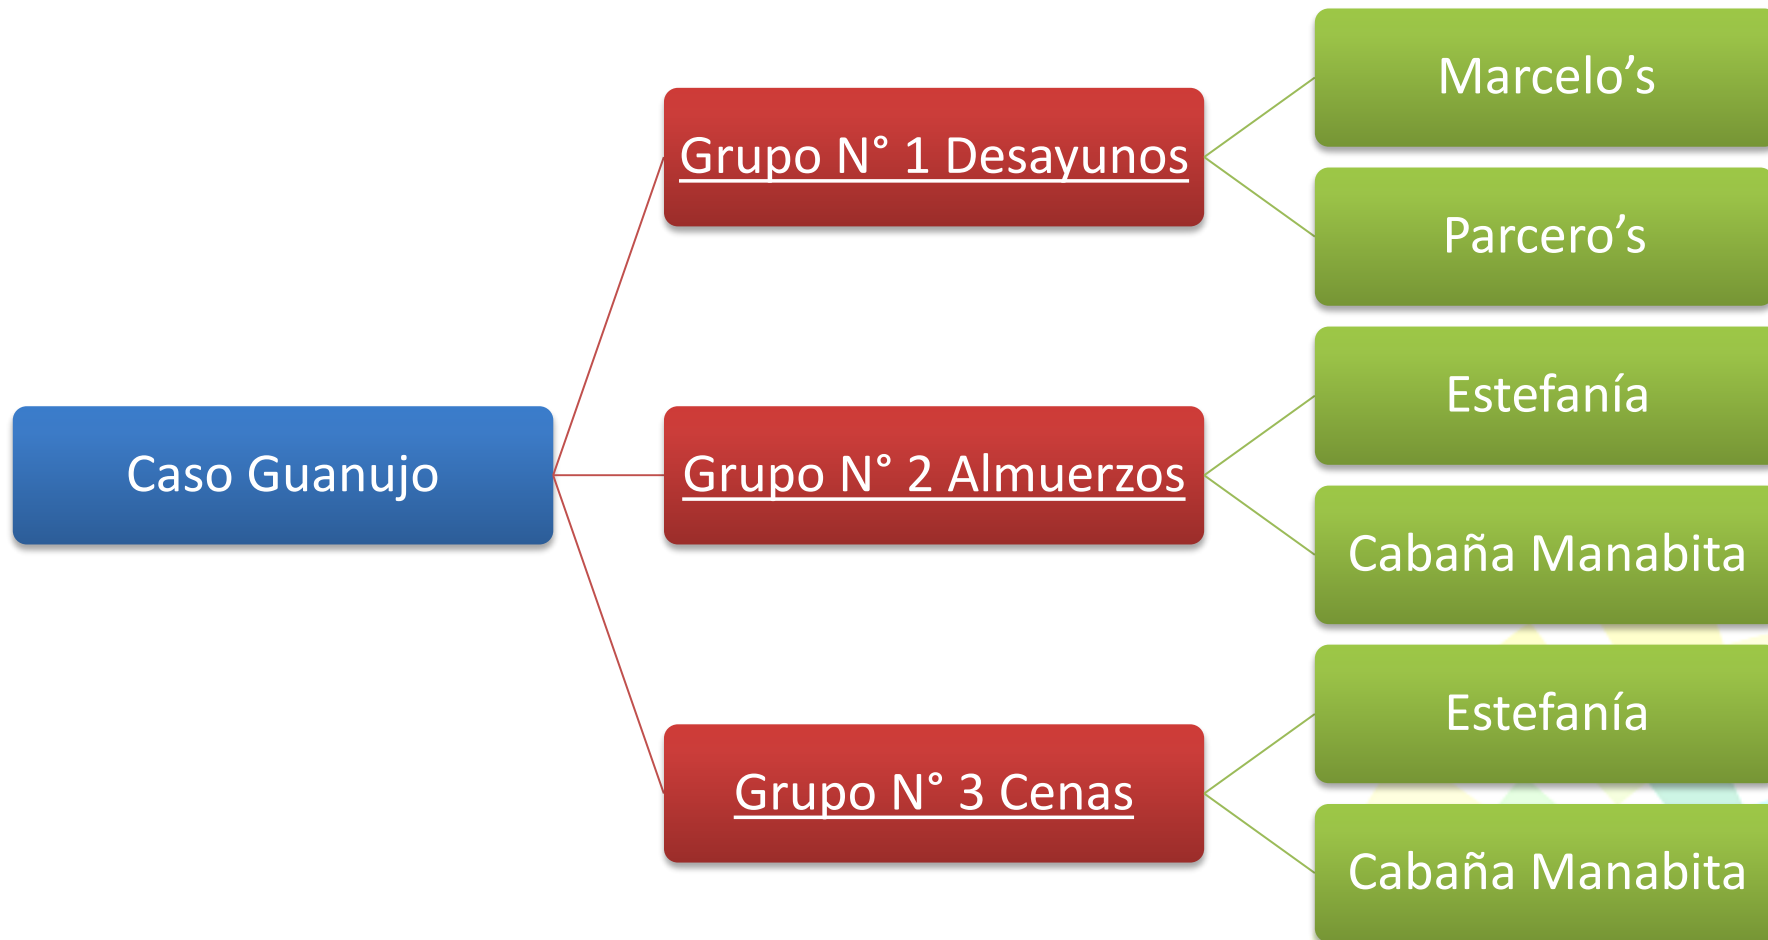 Caso Guanujo
Grupo N° 1 Desayunos
Marcelo’s
Parcero’s
Grupo N° 2 Almuerzos
Estefanía
Cabaña Manabita
Grupo N° 3 Cenas
Estefanía
Cabaña Manabita